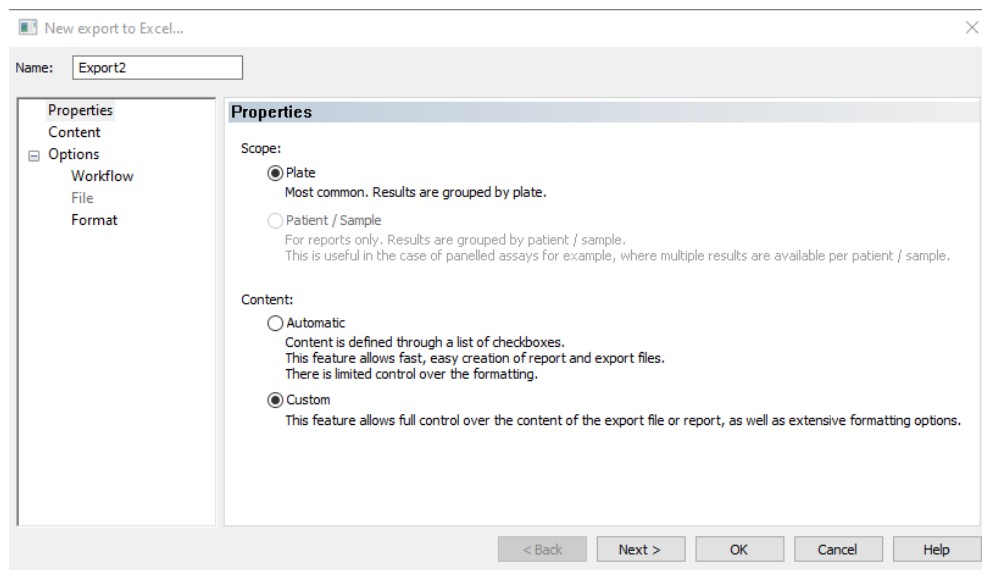 New export to Excel...
Name: Export2
Properties
Content
Options
Workflow
File
Format
Properties
Scope:
Plate
Most common. Results are grouped by plate.
Patient / Sample
For reports only. Results are grouped by patient / sample.
This is useful in the case of panelled assays for example, where multiple results are available per patient / sample.
Content:
Automatic
Content is defined through a list of checkboxes.
This feature allows fast, easy creation of report and export files.
There is limited control over the formatting.
Custom
This feature allows full control over the content of the export file or report, as well as extensive formatting options.
< Back Next > OK Cancel Help